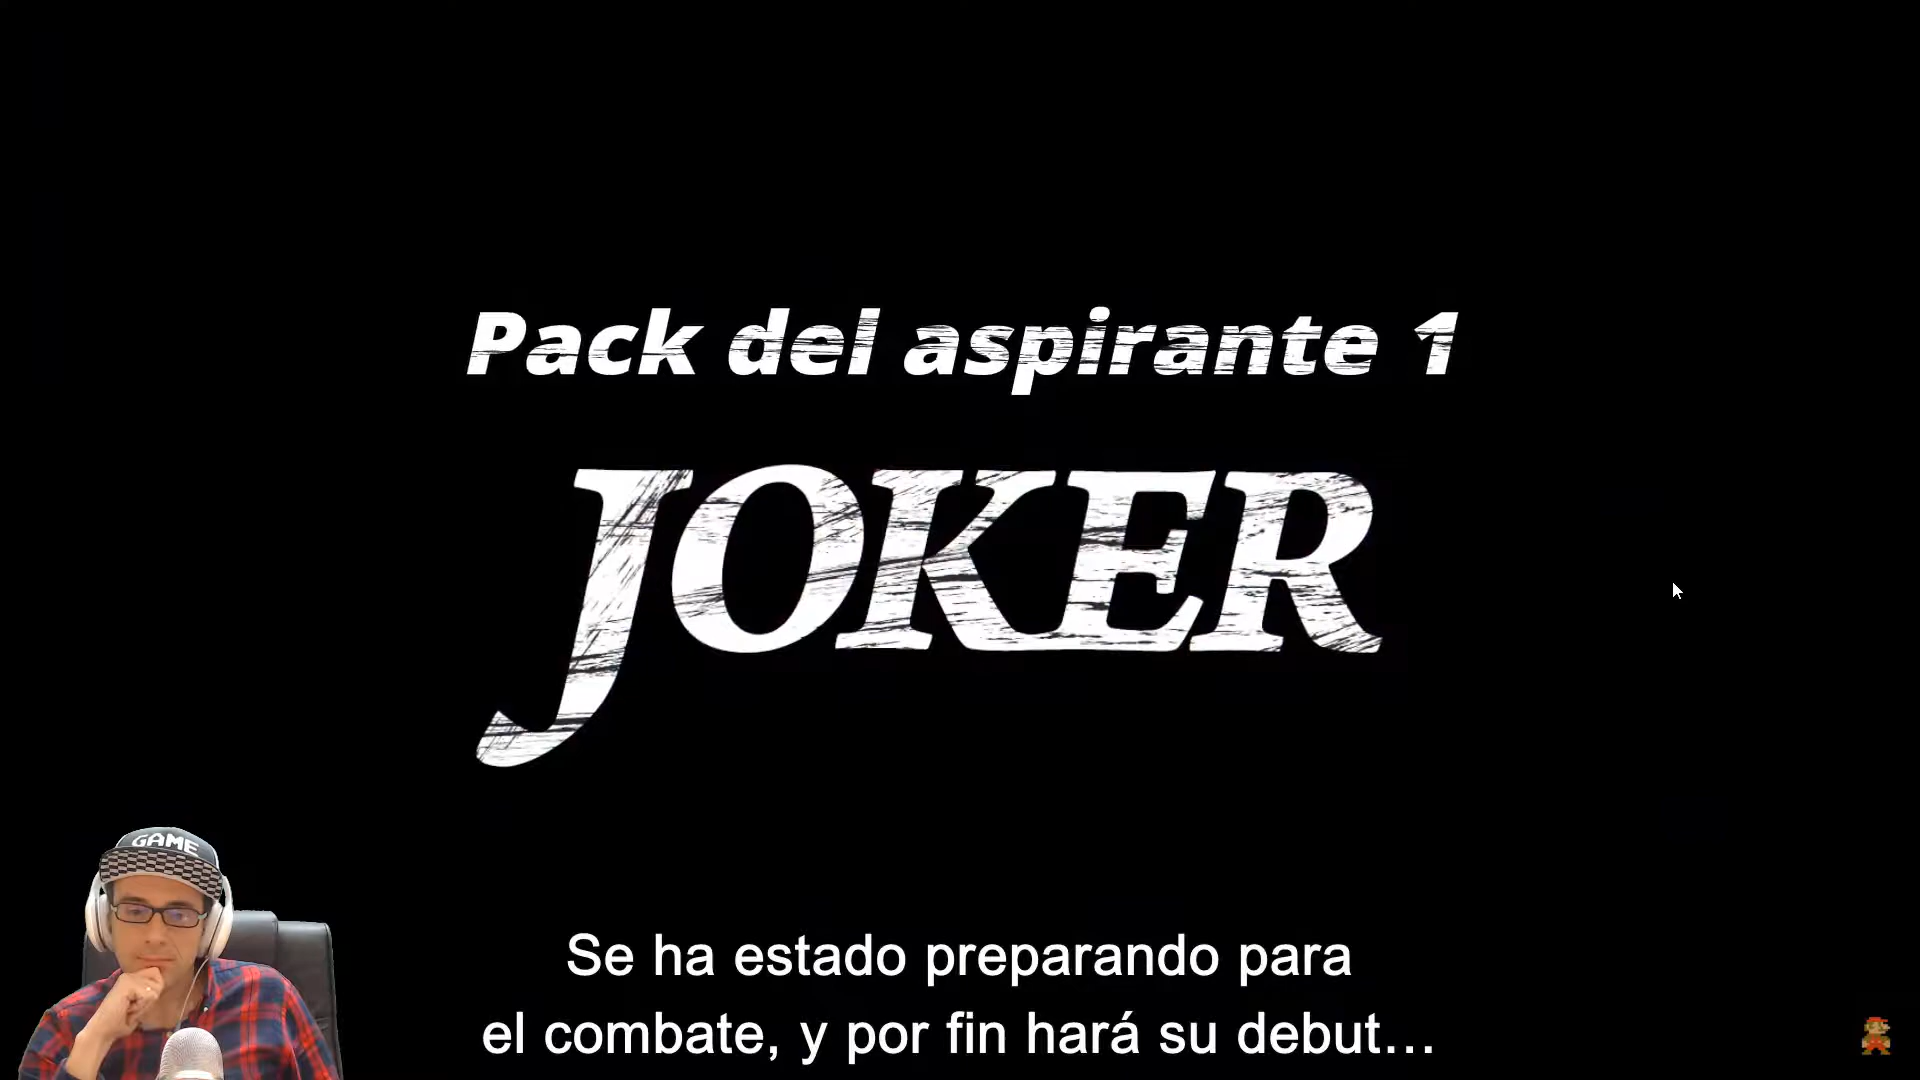 Pack del aspirante 1
JOKER
GAME
Se ha estado preparando para
el combate, y por fin hará su debut...